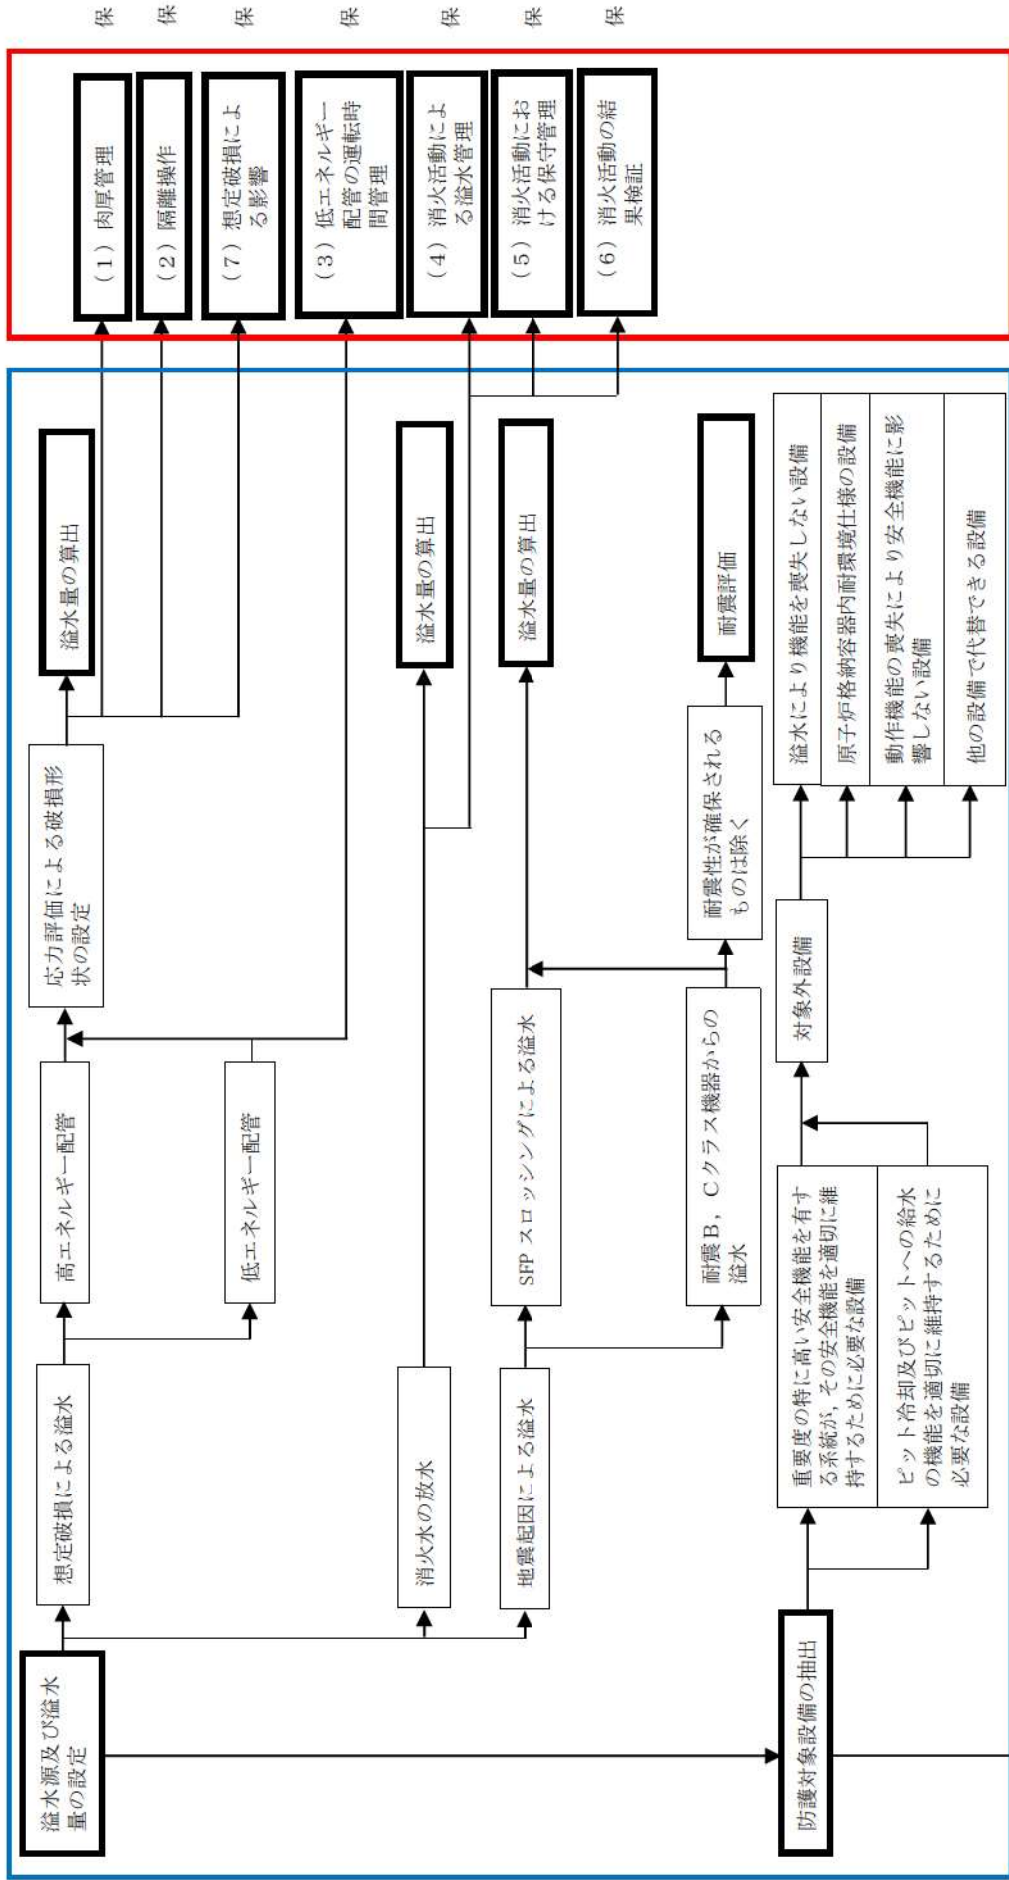 溢水源及び溢水
量の設定
想定破損による溢水
高エネルギー配管
応力評価による破損形
状の設定
溢水量の算出
(1) 肉厚管理
保
(2) 隔離操作
保
(7) 想定破損によ
る影響
保
低エネルギー配管
(3) 低エネルギー
配管の運転時
間管理
保
消火水の放水
溢水量の算出
(4) 消火活動によ
る溢水管理
保
(5) 消火活動にお
ける保守管理
保
(6) 消火活動の結
果検証
保
地震起因による溢水
SFP スロッシングによる溢水
溢水量の算出
耐震B，Cクラス機器からの
溢水
耐震性が確保される
ものは除く
耐震評価
防護対象設備の抽出
重要度の特に高い安全機能を有す
る系統が，その安全機能を適切に維
持するために必要な設備
ピット冷却及びピットへの給水
の機能を適切に維持するために
必要な設備
対象外設備
溢水により機能を喪失しない設備
原子炉格納容器内耐環境仕様の設備
動作機能の喪失により安全機能に影
響しない設備
他の設備で代替できる設備